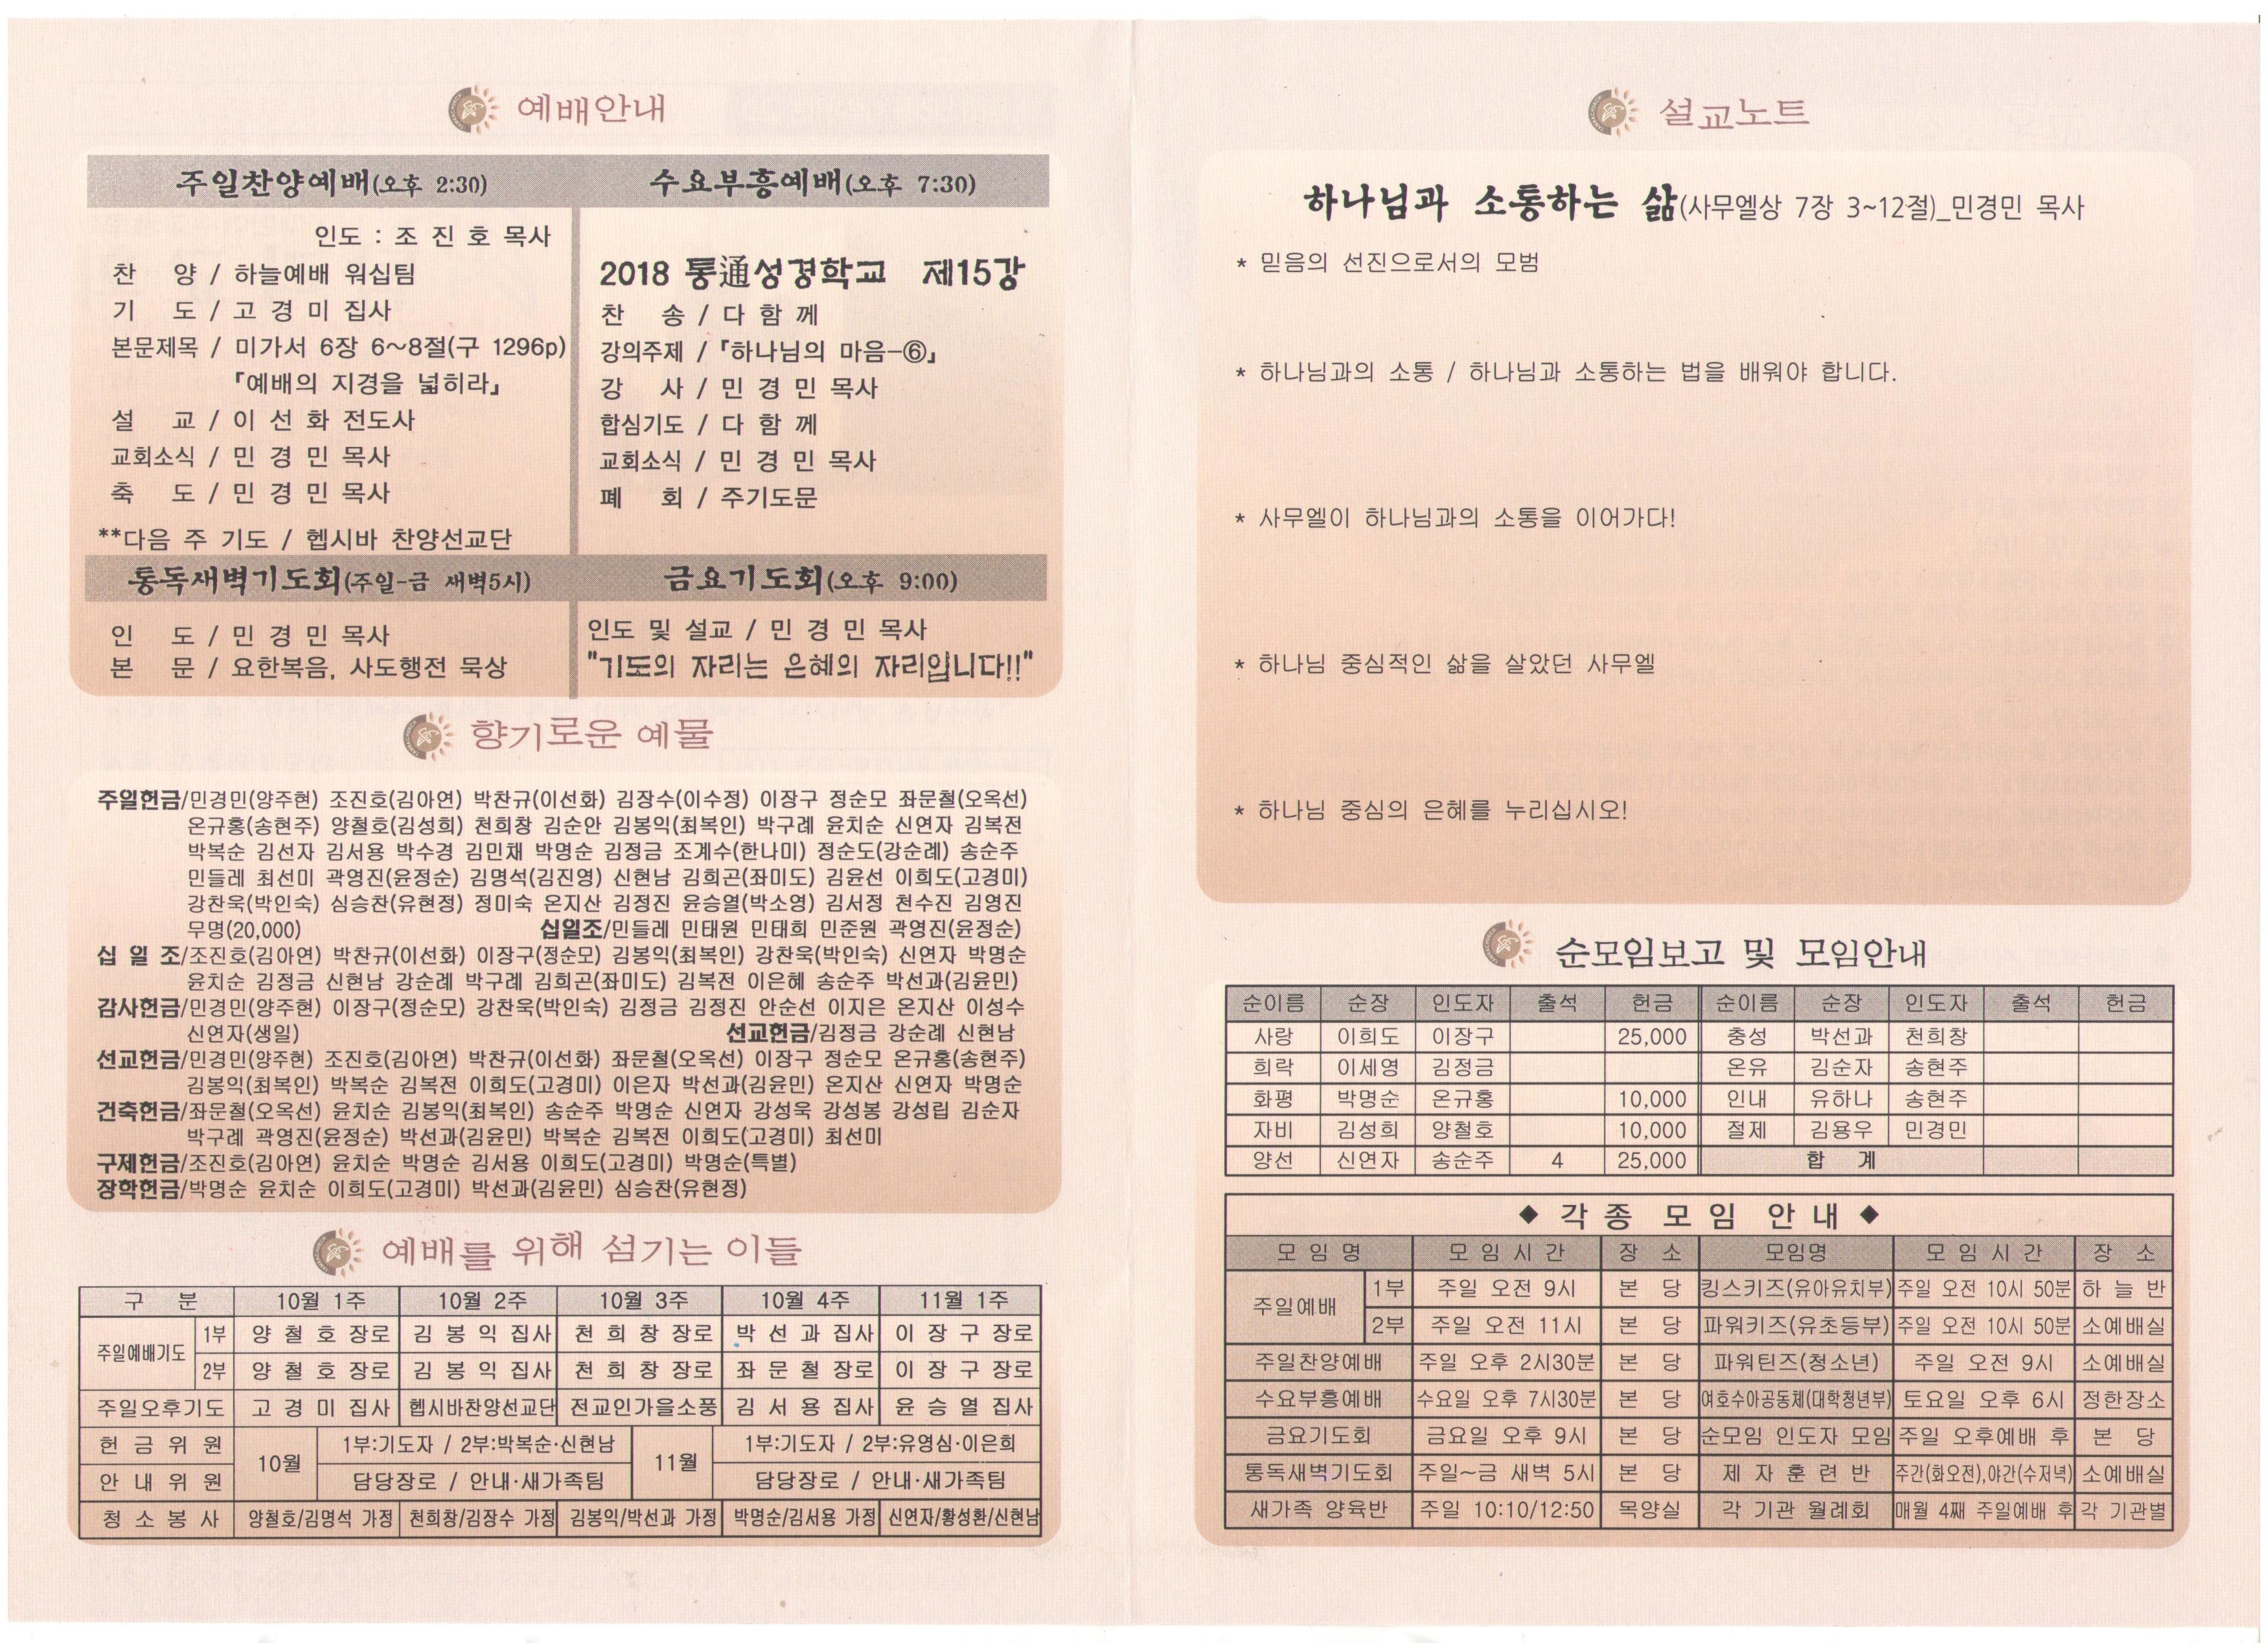 예배안내
주일찬양예배(오후 2:30)
인도 : 조 진 호 목사
찬 양 / 하늘예배 워십팀
기 도 / 고 경 미 집사
본문제목 / 미가서 6장 6~8절(구 1296p)
『예배의 지경을 넓히라』
설 교 / 이 선 화 전도사
교회소식 / 민 경 민 목사
축 도 / 민 경 민 목사
**다음 주 기도 / 헵시바 찬양선교단
수요부흥예배(오후 7:30)
2018 통通성경학교 제15강
찬 송 / 다 함 께
강의주제 / 『하나님의 마음-⑥』
강 사 / 민 경 민 목사
합심기도 / 다 함 께
교회소식 / 민 경 민 목사
폐 회 / 주기도문
통독새벽기도회(주일-금 새벽5시)
인 도 / 민 경 민 목사
본 문 / 요한복음, 사도행전 묵상
금요기도회(오후 9:00)
인도 및 설교 / 민 경 민 목사
"기도의 자리는 은혜의 자리입니다!!"
향기로운 예물
주일헌금/민경민(양주현) 조진호(김아연) 박찬규(이선화) 김장수(이수정) 이장구 정순모 좌문철(오옥선)
온규홍(송현주) 양철호(김성희) 천희창 김순안 김봉익(최복인) 박구례 윤치순 신연자 김복전
박복순 김선자 김서용 박수경 김민채 박명순 김정금 조계수(한나미) 정순도(강순례) 송순주
민들레 최선미 곽영진(윤정순) 김명석(김진영) 신현남 김희곤(좌미도) 김윤선 이희도(고경미)
강찬욱(박인숙) 심승찬(유현정) 정미숙 온지산 김정진 윤승열(박소영) 김서정 천수진 김영진
무명(20,000) 십일조/민들레 민태원 민태희 민준원 곽영진(윤정순)
십 일 조/조진호(김아연) 박찬규(이선화) 이장구(정순모) 김봉익(최복인) 강찬욱(박인숙) 신연자 박명순
윤치순 김정금 신현남 강순례 박구례 김희곤(좌미도) 김복전 이은혜 송순주 박선과(김윤민)
감사헌금/민경민(양주현) 이장구(정순모) 강찬욱(박인숙) 김정금 김정진 안순선 이지은 온지산 이성수
신연자(생일) 선교헌금/김정금 강순례 신현남
선교헌금/민경민(양주현) 조진호(김아연) 박찬규(이선화) 좌문철(오옥선) 이장구 정순모 온규홍(송현주)
김봉익(최복인) 박복순 김복전 이희도(고경미) 이은자 박선과(김윤민) 온지산 신연자 박명순
건축헌금/좌문철(오옥선) 윤치순 김봉익(최복인) 송순주 박명순 신연자 강성욱 강성봉 강성립 김순자
박구례 곽영진(윤정순) 박선과(김윤민) 박복순 김복전 이희도(고경미) 최선미
구제헌금/조진호(김아연) 윤치순 박명순 김서용 이희도(고경미) 박명순(특별)
장학헌금/박명순 윤치순 이희도(고경미) 박선과(김윤민) 심승찬(유현정)
예배를 위해 섬기는 이들
구 분 10월 1주 10월 2주 10월 3주 10월 4주 11월 1주
주일예배기도
1부 양 철 호 장로 김 봉 익 집사 천 희 창 장로 박 선 과 집사 이 장 구 장로
2부 양 철 호 장로 김 봉 익 집사 천 희 창 장로 좌 문 철 장로 이 장 구 장로
주일오후기도 고 경 미 집사 헵시바찬양선교단 전교인가을소풍 김 서 용 집사 윤 승 열 집사
헌 금 위 원 10월 1부:기도자 / 2부:박복순·신현남 11월 1부:기도자 / 2부:유영심·이은희
안 내 위 원 담당장로 / 안내·새가족팀 담당장로 / 안내·새가족팀
청 소 봉 사 양철호/김명석 가정 천희창/김장수 가정 김봉익/박선과 가정 박명순/김서용 가정 신연자/황성환/신현남
설교노트
하나님과 소통하는 삶(사무엘상 7장 3~12절)_민경민 목사
* 믿음의 선진으로서의 모범
* 하나님과의 소통 / 하나님과 소통하는 법을 배워야 합니다.
* 사무엘이 하나님과의 소통을 이어가다!
* 하나님 중심적인 삶을 살았던 사무엘
* 하나님 중심의 은혜를 누리십시오!
순모임보고 및 모임안내
순이름 순장 인도자 출석 헌금 순이름 순장 인도자 출석 헌금
사랑 이희도 이장구 25,000 충성 박선과 천희창
희락 이세영 김정금 온유 김순자 송현주
화평 박명순 온규홍 10,000 인내 유하나 송현주
자비 김성희 양철호 10,000 절제 김용우 민경민
양선 신연자 송순주 4 25,000 합 계
◆ 각 종 모 임 안 내 ◆
모 임 명 모 임 시 간 장 소 모임명 모 임 시 간 장 소
주일예배 1부 주일 오전 9시 본 당 킹스키즈(유아유치부) 주일 오전 10시 50분 하 늘 반
2부 주일 오전 11시 본 당 파워키즈(유초등부) 주일 오전 10시 50분 소예배실
주일찬양예배 주일 오후 2시30분 본 당 파워틴즈(청소년) 주일 오전 9시 소예배실
수요부흥예배 수요일 오후 7시30분 본 당 여호수아공동체(대학청년부) 토요일 오후 6시 정한장소
금요기도회 금요일 오후 9시 본 당 순모임 인도자 모임 주일 오후예배 후 본 당
통독새벽기도회 주일~금 새벽 5시 본 당 제 자 훈 련 반 주간(화오전),야간(수저녁) 소예배실
새가족 양육반 주일 10:10/12:50 목양실 각 기관 월례회 매월 4째 주일예배 후 각 기관별